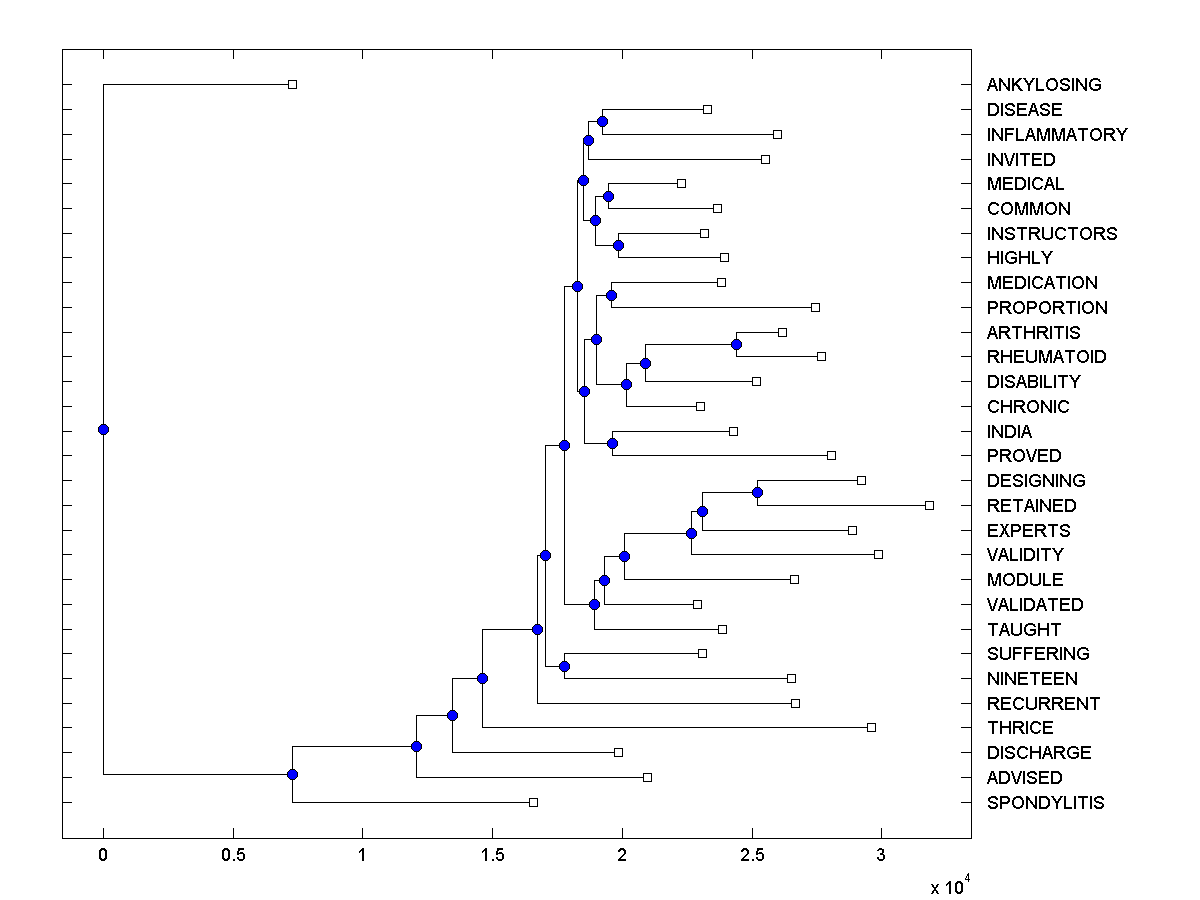 ANKYLOSING
DISEASE
INFLAMMATORY
INVITED
MEDICAL
COMMON
INSTRUCTORS
HIGHLY
MEDICATION
PROPORTION
ARTHRITIS
RHEUMATOID
DISABILITY
CHRONIC
INDIA
PROVED
DESIGNING
RETAINED
EXPERTS
VALIDITY
MODULE
VALIDATED
TAUGHT
SUFFERING
NINETEEN
RECURRENT
THRICE
DISCHARGE
ADVISED
SPONDYLITIS
0 0.5 1 1.5 2 2.5 3
x 10^4